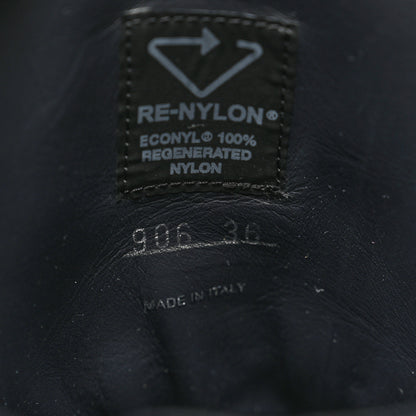 RE-NYLON®
ECONYL® 100%
REGENERATED
NYLON
906 36
MADE IN ITALY